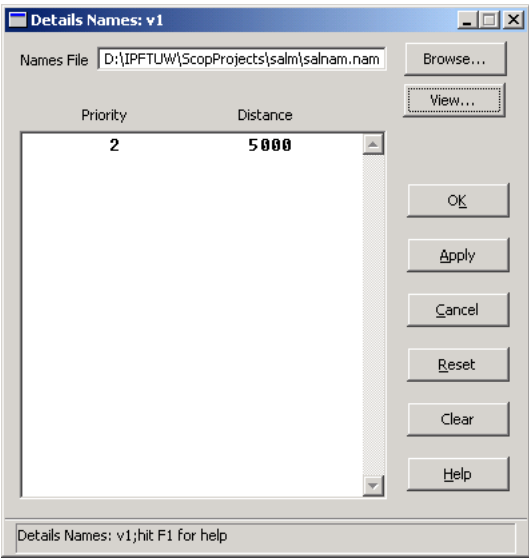 Details Names: v1
Names File D:\IPFTUW\ScopProjects\salm\salnam.nam Browse...
View...
Priority Distance
2 5000
OK
Apply
Cancel
Reset
Clear
Help
Details Names: v1;hit F1 for help